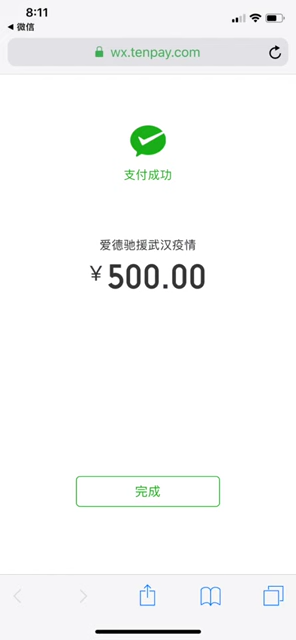 8:11
◀ 微信
wx.tenpay.com
支付成功
爱德驰援武汉疫情
¥500.00
完成